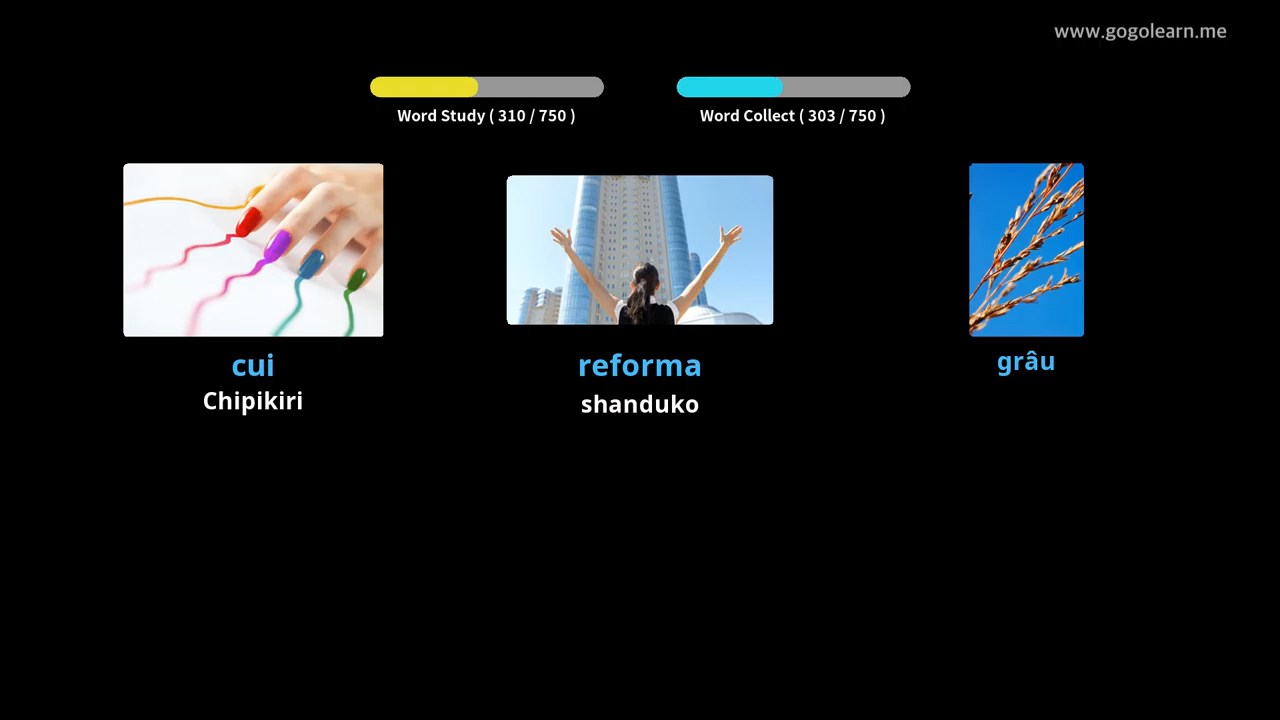 www.gogolearn.me
Word Study ( 310 / 750 )
Word Collect ( 303 / 750 )
cui
Chipikiri
reforma
shanduko
grâu